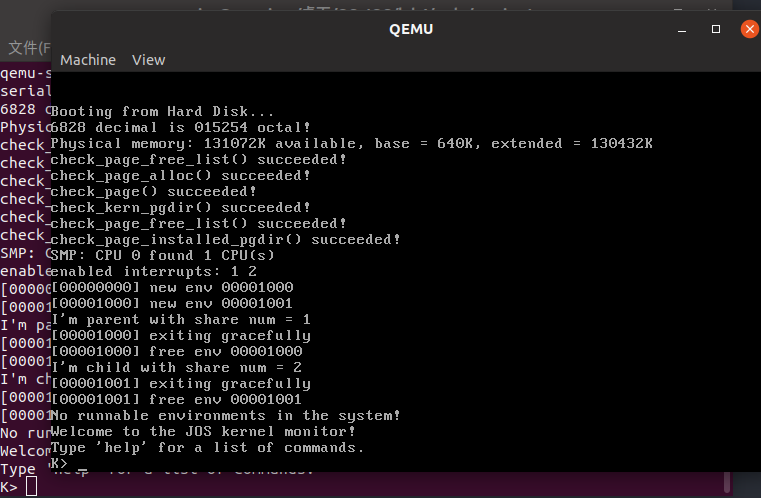 文件(F
QEMU
Machine View
qemu-s
serial
6828 c
Physic
check_
check_
check_
check_
check_
check_
SMP: C
enable
[00000
[00001
I'm pa
[00001
[00001
I'm ch
[00001
[00001
No run
Welcom
Type 'help' for a list of commands.
K>
Booting from Hard Disk...
6828 decimal is 015254 octal!
Physical memory: 131072K available, base = 640K, extended = 130432K
check_page_free_list() succeeded!
check_page_alloc() succeeded!
check_page() succeeded!
check_kern_pgdir() succeeded!
check_page_free_list() succeeded!
check_page_installed_pgdir() succeeded!
SMP: CPU 0 found 1 CPU(s)
enabled interrupts: 1 2
[00000000] new env 00001000
[00001000] new env 00001001
I'm parent with share num = 1
[00001000] exiting gracefully
[00001000] free env 00001000
I'm child with share num = 2
[00001001] exiting gracefully
[00001001] free env 00001001
No runnable environments in the system!
Welcome to the JOS kernel monitor!
Type 'help' for a list of commands.
K> _